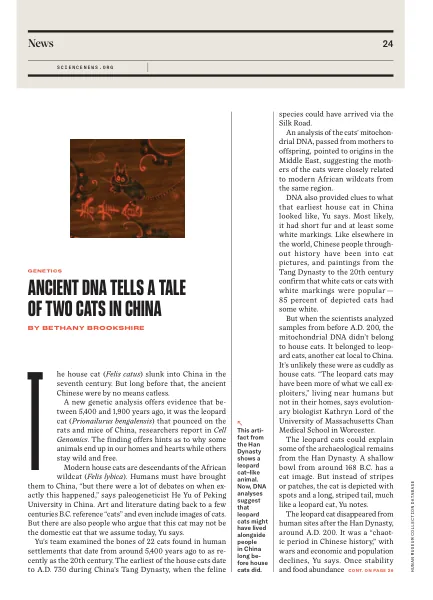 News
24
SCIENCENEWS.ORG
GENETICS
ANCIENT DNA TELLS A TALE
OF TWO CATS IN CHINA
BY BETHANY BROOKSHIRE
The house cat (Felis catus) slunk into China in the
seventh century. But long before that, the ancient
Chinese were by no means catless.
A new genetic analysis offers evidence that be-
tween 5,400 and 1,900 years ago, it was the leopard
cat (Prionailurus bengalensis) that pounced on the
rats and mice of China, researchers report in Cell
Genomics. The finding offers hints as to why some
animals end up in our homes and hearts while others
stay wild and free.
Modern house cats are descendants of the African
wildcat (Felis lybica). Humans must have brought
them to China, “but there were a lot of debates on when ex-
actly this happened,” says paleogeneticist He Yu of Peking
University in China. Art and literature dating back to a few
centuries B.C. reference “cats” and even include images of cats.
But there are also people who argue that this cat may not be
the domestic cat that we assume today, Yu says.
Yu's team examined the bones of 22 cats found in human
settlements that date from around 5,400 years ago to as re-
cently as the 20th century. The earliest of the house cats date
to A.D. 730 during China's Tang Dynasty, when the feline
This arti-
fact from
the Han
Dynasty
shows a
leopard
cat–like
animal.
Now, DNA
analyses
suggest
that
leopard
cats might
have lived
alongside
people
in China
long be-
fore house
cats did.
species could have arrived via the
Silk Road.
An analysis of the cats' mitochon-
drial DNA, passed from mothers to
offspring, pointed to origins in the
Middle East, suggesting the moth-
ers of the cats were closely related
to modern African wildcats from
the same region.
DNA also provided clues to what
that earliest house cat in China
looked like, Yu says. Most likely,
it had short fur and at least some
white markings. Like elsewhere in
the world, Chinese people through-
out history have been into cat
pictures, and paintings from the
Tang Dynasty to the 20th century
confirm that white cats or cats with
white markings were popular —
85 percent of depicted cats had
some white.
But when the scientists analyzed
samples from before A.D. 200, the
mitochondrial DNA didn't belong
to house cats. It belonged to leop-
ard cats, another cat local to China.
It's unlikely these were as cuddly as
house cats. “The leopard cats may
have been more of what we call ex-
ploiters,” living near humans but
not in their homes, says evolution-
ary biologist Kathryn Lord of the
University of Massachusetts Chan
Medical School in Worcester.
The leopard cats could explain
some of the archaeological remains
from the Han Dynasty. A shallow
bowl from around 168 B.C. has a
cat image. But instead of stripes
or patches, the cat is depicted with
spots and a long, striped tail, much
like a leopard cat, Yu notes.
The leopard cat disappeared from
human sites after the Han Dynasty,
around A.D. 200. It was a “chaot-
ic period in Chinese history,” with
wars and economic and population
declines, Yu says. Once stability
and food abundance CONT. ON PAGE 26
HUNAN MUSEUM COLLECTION DATABASE